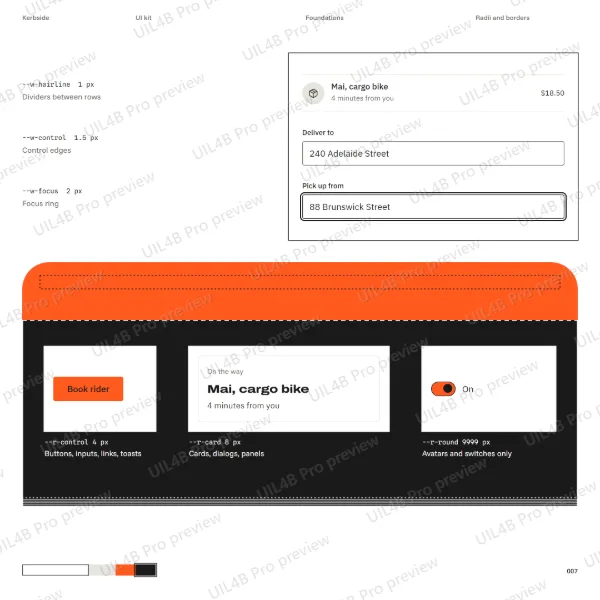 Kerbside
UI kit
Foundations
Radii and borders
--w-hairline 1 px
Dividers between rows
--w-control 1.5 px
Control edges
--w-focus 2 px
Focus ring
Mai, cargo bike
4 minutes from you
$18.50
Deliver to
240 Adelaide Street
Pick up from
88 Brunswick Street
Book rider
On the way
Mai, cargo bike
4 minutes from you
On
--r-control 4 px
Buttons, inputs, links, toasts
--r-card 8 px
Cards, dialogs, panels
--r-round 9999 px
Avatars and switches only
007
UIL4B Pro preview